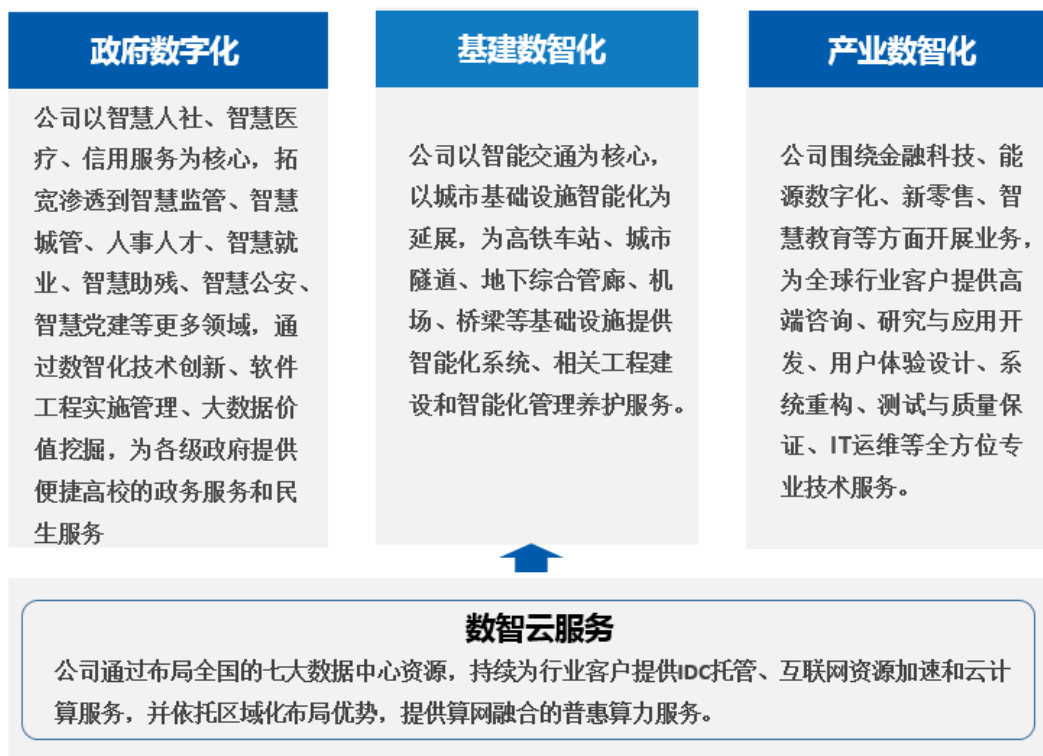 政府数字化
公司以智慧人社、智慧医
疗、信用服务为核心，拓
宽渗透到智慧监管、智慧
城管、人事人才、智慧就
业、智慧助残、智慧公安、
智慧党建等更多领域，通
过数智化技术创新、软件
工程实施管理、大数据价
值挖掘，为各级政府提供
便捷高校的政务服务和民
生服务
基建数智化
公司以智能交通为核心，
以城市基础设施智能化为
延展，为高铁车站、城市
隧道、地下综合管廊、机
场、桥梁等基础设施提供
智能化系统、相关工程建
设和智能化管理养护服务。
产业数智化
公司围绕金融科技、能
源数字化、新零售、智
慧教育等方面开展业务，
为全球行业客户提供高
端咨询、研究与应用开
发、用户体验设计、系
统重构、测试与质量保
证、IT运维等全方位专
业技术服务。
数智云服务
公司通过布局全国的七大数据中心资源，持续为行业客户提供IDC托管、互联网资源加速和云计
算服务，并依托区域化布局优势，提供算网融合的普惠算力服务。